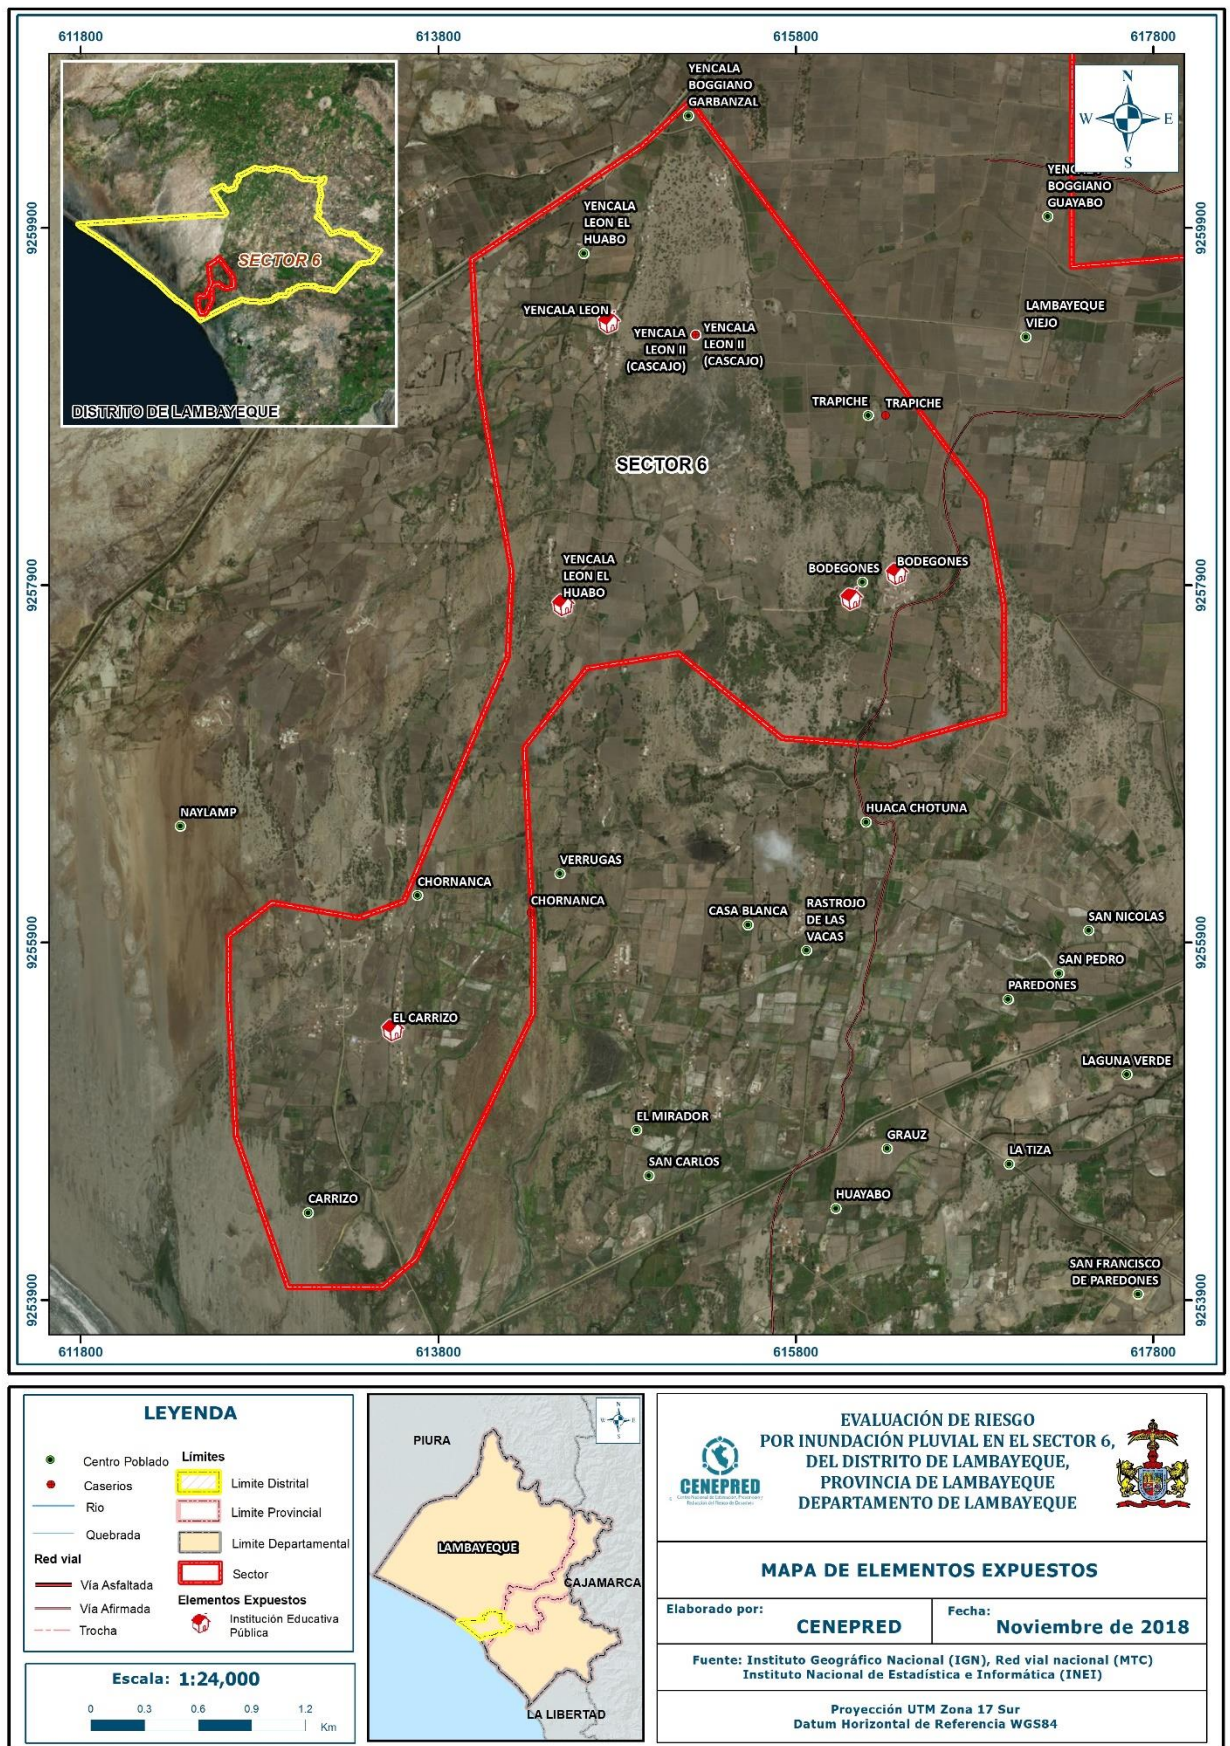 611800
613800
615800
617800
9259900
9257900
9255900
9253900
9259900
9257900
9255900
9253900
N
W
E
S
SECTOR 6
DISTRITO DE LAMBAYEQUE
YENCALA
BOGGIANO
GARBANZAL
YENCALA
LEON EL
HUABO
BOGGIANO
GUAYABO
YENCALA LEON
YENCALA
LEON II
(CASCAJO)
YENCALA
LEON II
(CASCAJO)
LAMBAYEQUE
VIEJO
TRAPICHE
TRAPICHE
SECTOR 6
YENCALA
LEON EL
HUABO
BODEGONES
BODEGONES
NAYLAMP
HUACA CHOTUNA
VERRUGAS
CHORNANCA
CHORNANCA
CASA BLANCA
RASTROJO
DE LAS
VACAS
SAN NICOLAS
SAN PEDRO
PAREDONES
EL CARRIZO
LAGUNA VERDE
EL MIRADOR
GRAUZ
SAN CARLOS
LA TIZA
CARRIZO
HUAYABO
SAN FRANCISCO
DE PAREDONES
611800
613800
615800
617800
LEYENDA
Centro Poblado
Caserios
Rio
Quebrada
Red vial
Vía Asfaltada
Vía Afirmada
Trocha
Límites
Limite Distrital
Limite Provincial
Limite Departamental
Sector
Elementos Expuestos
Institución Educativa
Pública
Escala: 1:24,000
0 0.3 0.6 0.9 1.2
Km
PIURA
N
W
E
S
LAMBAYEQUE
CAJAMARCA
LA LIBERTAD
CENEPRED
EVALUACIÓN DE RIESGO
POR INUNDACIÓN PLUVIAL EN EL SECTOR 6,
DEL DISTRITO DE LAMBAYEQUE,
PROVINCIA DE LAMBAYEQUE
DEPARTAMENTO DE LAMBAYEQUE
MAPA DE ELEMENTOS EXPUESTOS
Elaborado por:
CENEPRED
Fecha:
Noviembre de 2018
Fuente: Instituto Geográfico Nacional (IGN), Red vial nacional (MTC)
Instituto Nacional de Estadística e Informática (INEI)
Proyección UTM Zona 17 Sur
Datum Horizontal de Referencia WGS84